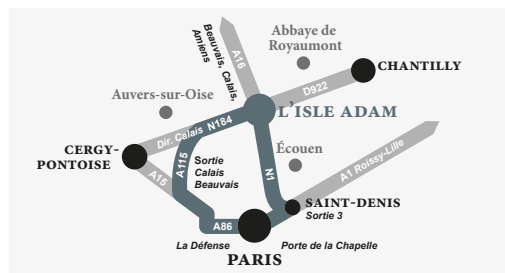 Beauvais, Calais,
Amiens
A16
Abbaye de
Royaumont
CHANTILLY
D922
Auvers-sur-Oise
L'ISLE ADAM
Dir. Calais N184
CERGY-
PONTOISE
A115
Sortie
Calais
Beauvais
Écouen
N1
A1 Roissy-Lille
A15
SAINT-DENIS
Sortie 3
A86
La Défense
Porte de la Chapelle
PARIS